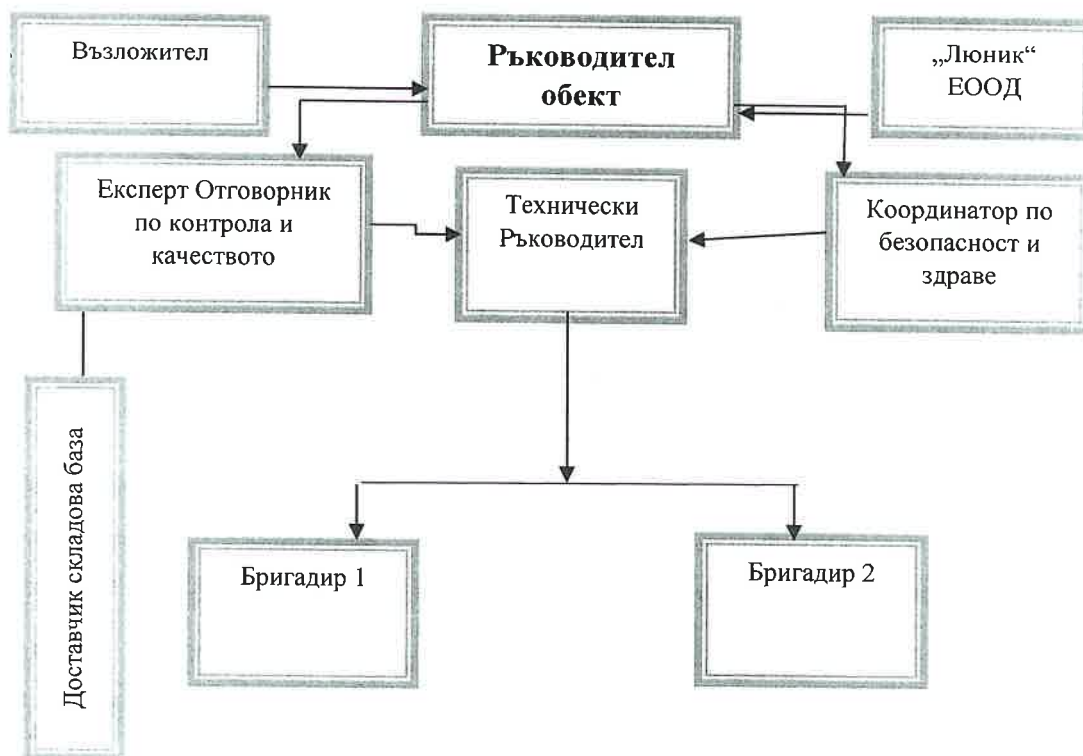 Възложител
Ръководител
обект
„Люник“
ЕООД
Експерт Отговорник
по контрола и
качеството
Технически
Ръководител
Координатор по
безопасност и
здраве
Доставчик складова база
Бригадир 1
Бригадир 2